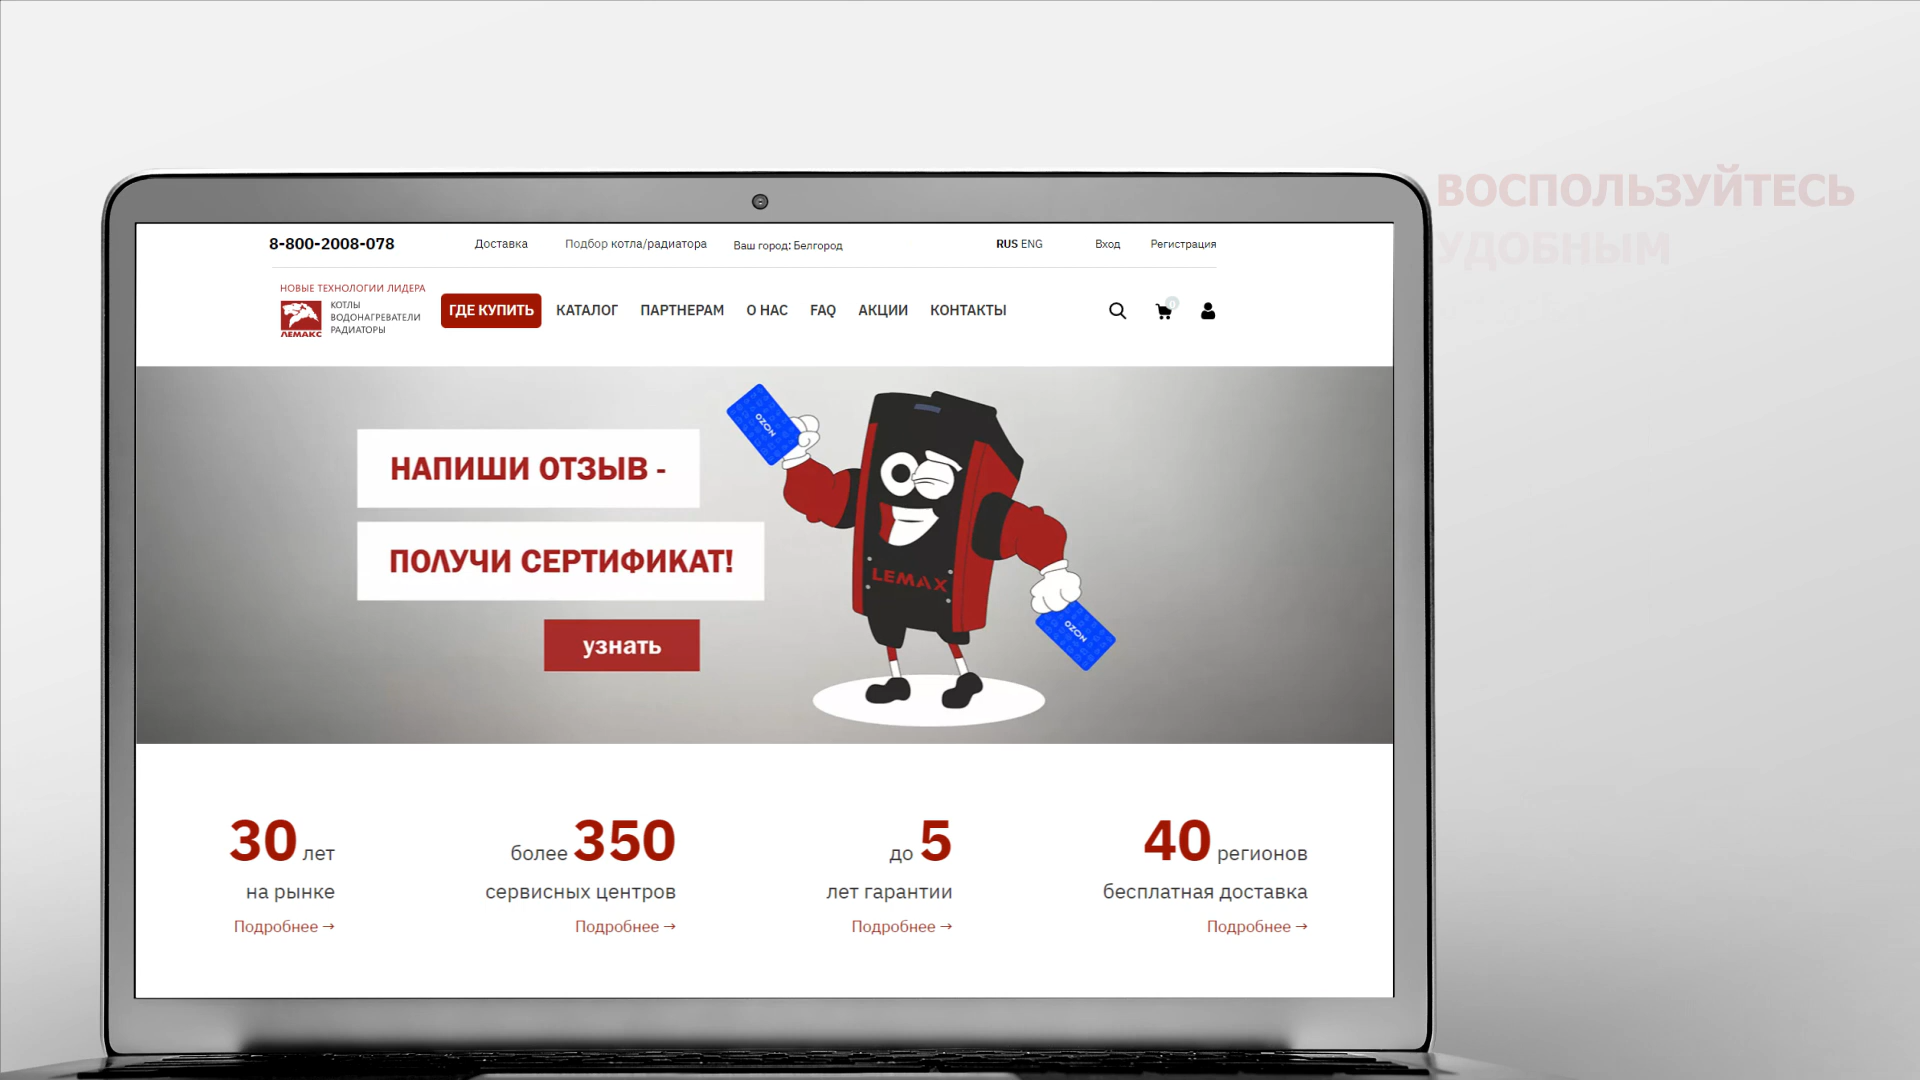 ВОСПОЛЬЗУЙТЕСЬ
УДОБНЫМ
8-800-2008-078
Доставка
Подбор котла/радиатора
Ваш город: Белгород
RUS ENG
Вход
Регистрация
НОВЫЕ ТЕХНОЛОГИИ ЛИДЕРА
КОТЛЫ
ВОДОНАГРЕВАТЕЛИ
РАДИАТОРЫ
ЛЕМАКС
ГДЕ КУПИТЬ
КАТАЛОГ
ПАРТНЕРАМ
О НАС
FAQ
АКЦИИ
КОНТАКТЫ
0
НАПИШИ ОТЗЫВ -
ПОЛУЧИ СЕРТИФИКАТ!
узнать
OZON
LEMAX
OZON
30 лет
на рынке
Подробнее →
более 350
сервисных центров
Подробнее →
до 5
лет гарантии
Подробнее →
40 регионов
бесплатная доставка
Подробнее →